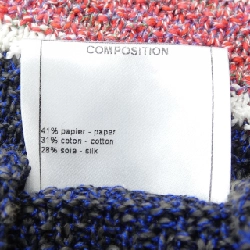 COMPOSITION
41% papier - paper
31% coton - cotton
28% soie - silk